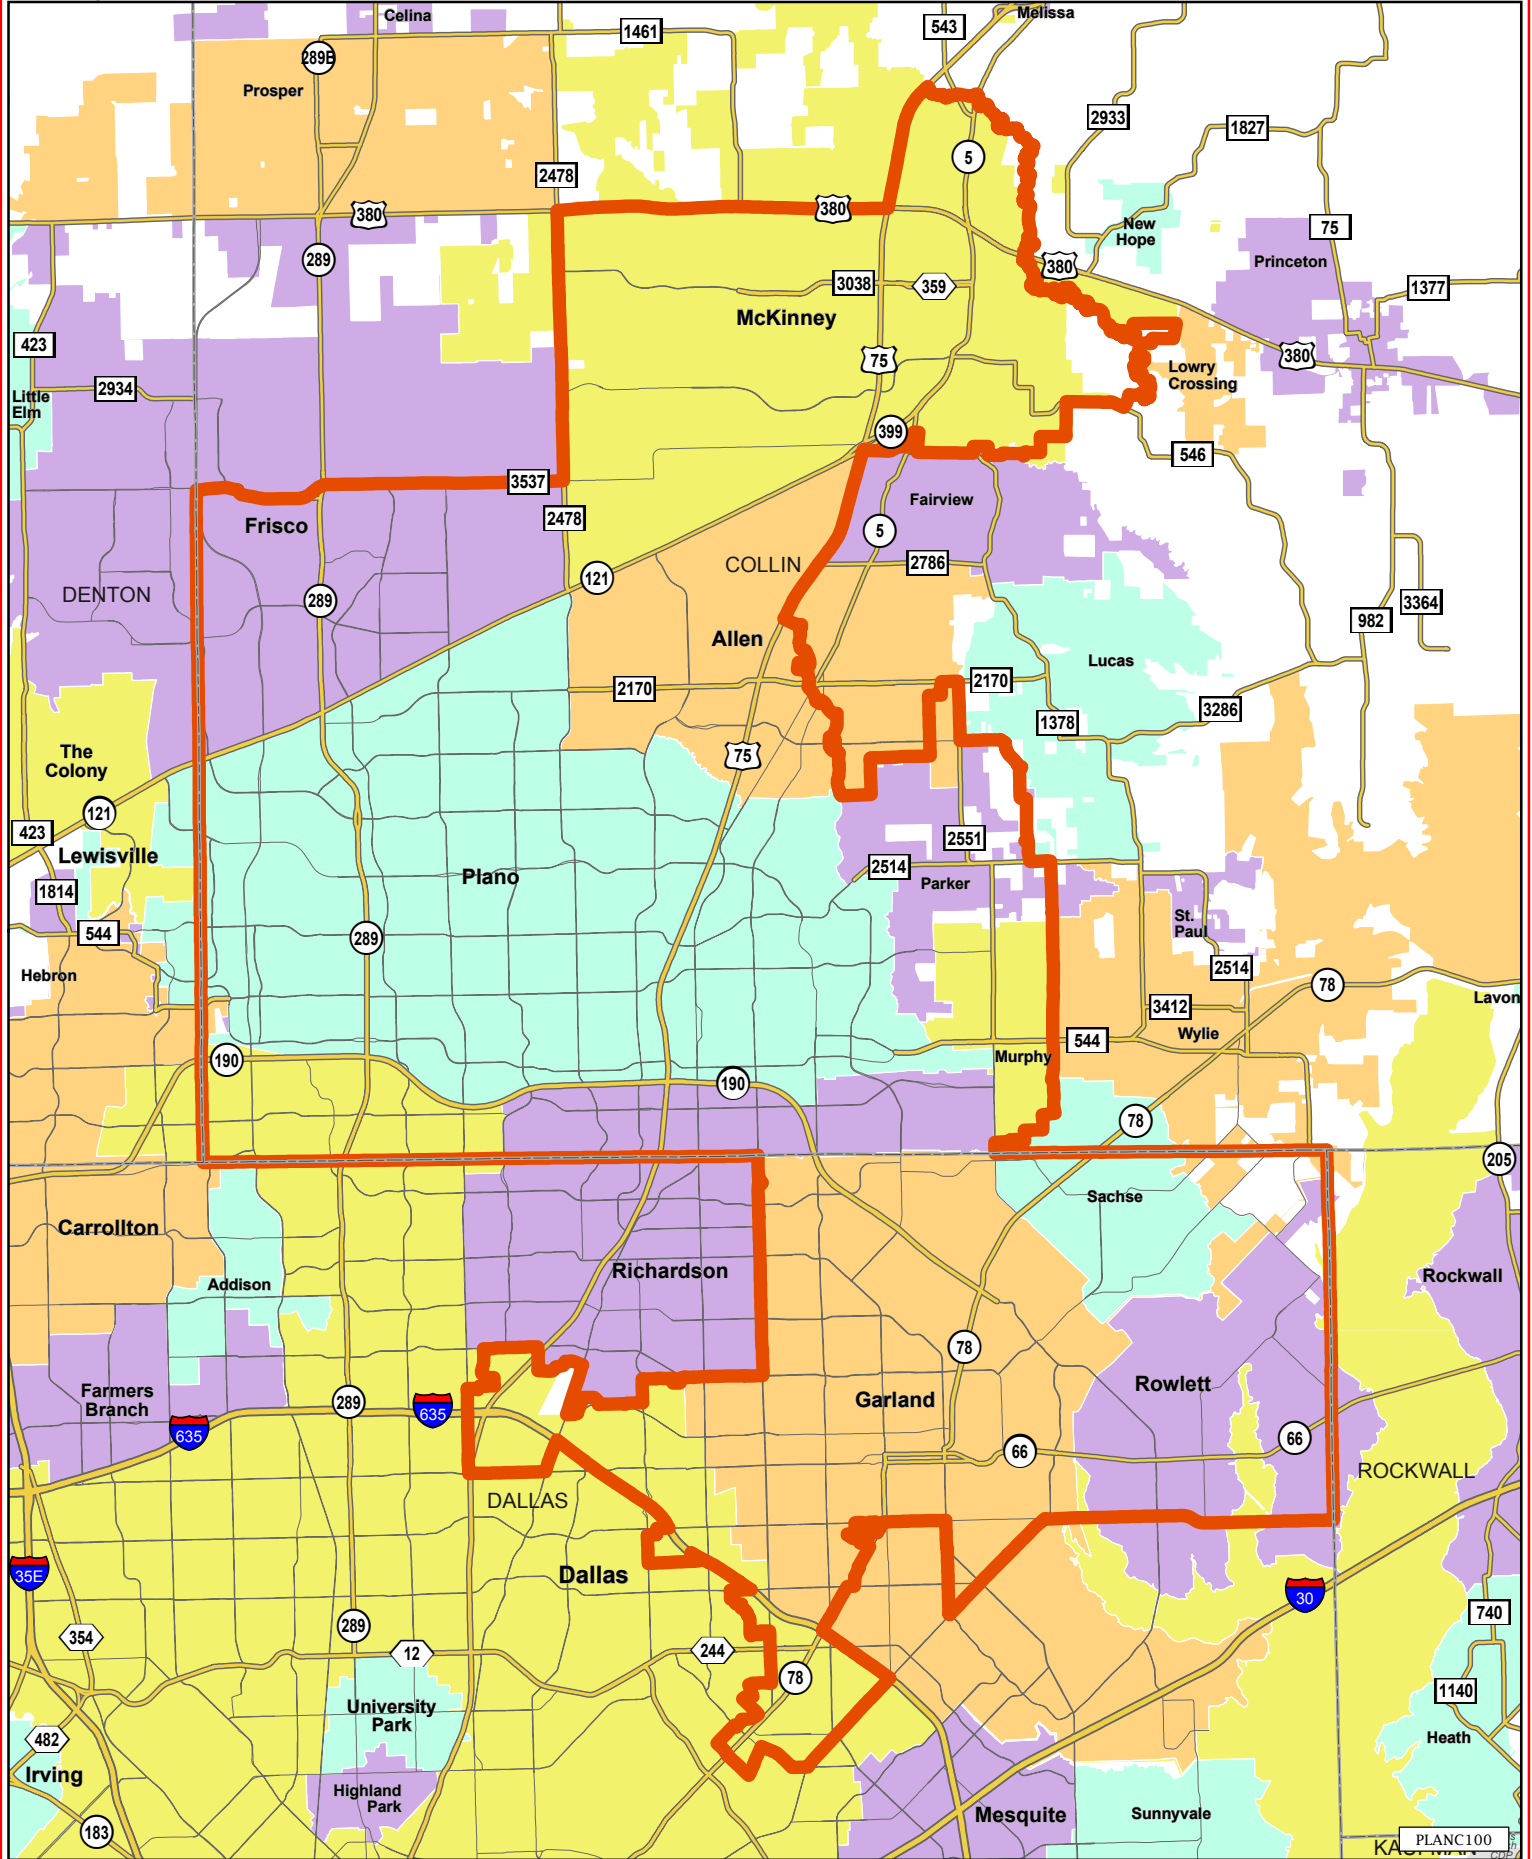 Celina
Melissa
289B
1461
543
Prosper
2933
1827
5
2478
380
380
New
Hope
75
289
Princeton
380
3038
359
1377
McKinney
423
75
380
Lowry
Crossing
2934
Little
Elm
399
546
3537
Fairview
Frisco
2478
5
COLLIN
2786
121
DENTON
289
3364
982
Allen
Lucas
2170
2170
3286
1378
The
Colony
75
121
423
2551
Lewisville
Plano
2514
Parker
1814
St.
Paul
544
289
2514
Hebron
78
Lavon
3412
Wylie
544
190
Murphy
190
78
205
Sachse
Carrollton
Richardson
Addison
Rockwall
78
Rowlett
Farmers
Branch
289
Garland
635
635
66
66
ROCKWALL
DALLAS
35E
Dallas
30
740
289
354
12
244
78
1140
University
Park
482
Heath
Irving
Highland
Park
Mesquite
Sunnyvale
183
PLANC100